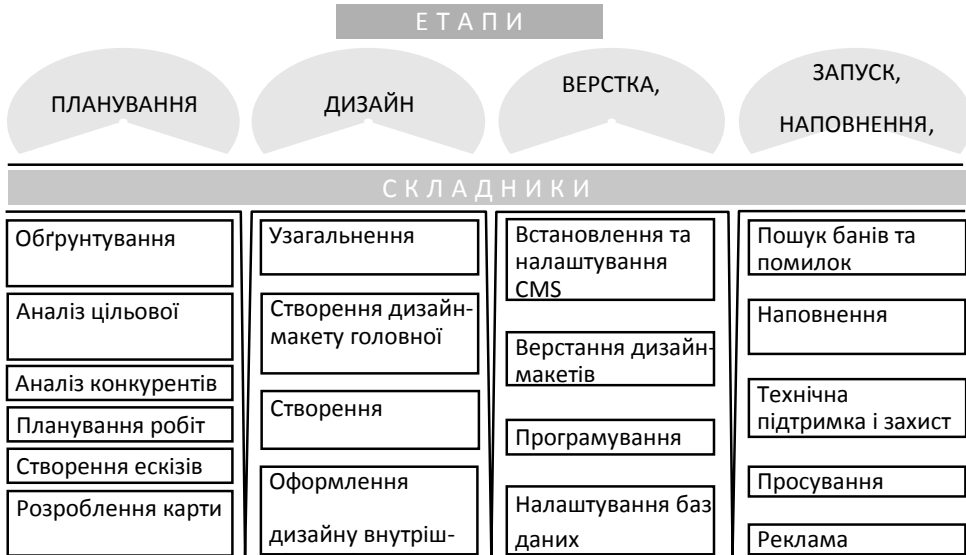 ЕТАПИ
ПЛАНУВАННЯ
ДИЗАЙН
ВЕРСТКА,
ЗАПУСК,
НАПОВНЕННЯ,
СКЛАДНИКИ
Обґрунтування
Аналіз цільової
Аналіз конкурентів
Планування робіт
Створення ескізів
Розроблення карти
Узагальнення
Створення дизайн-
макету головної
Створення
Оформлення
дизайну внутріш-
Встановлення та
налаштування
CMS
Верстання дизайн-
макетів
Програмування
Налаштування баз
даних
Пошук банів та
помилок
Наповнення
Технічна
підтримка і захист
Просування
Реклама